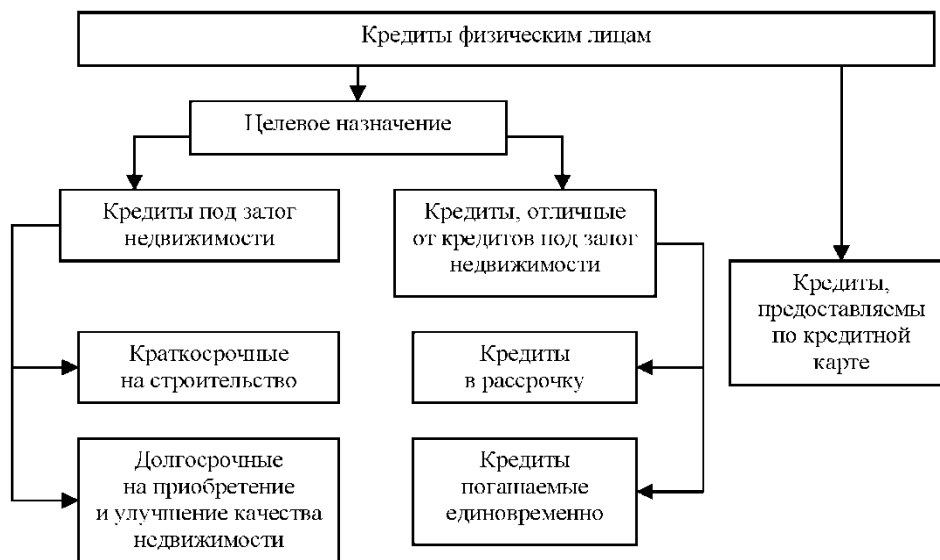 Кредиты физическим лицам
Целевое назначение
Кредиты под залог
недвижимости
Кредиты, отличные
от кредитов под залог
недвижимости
Кредиты,
предоставляемы
по кредитной
карте
Краткосрочные
на строительство
Кредиты
в рассрочку
Долгосрочные
на приобретение
и улучшение качества
недвижимости
Кредиты
погашаемые
единовременно